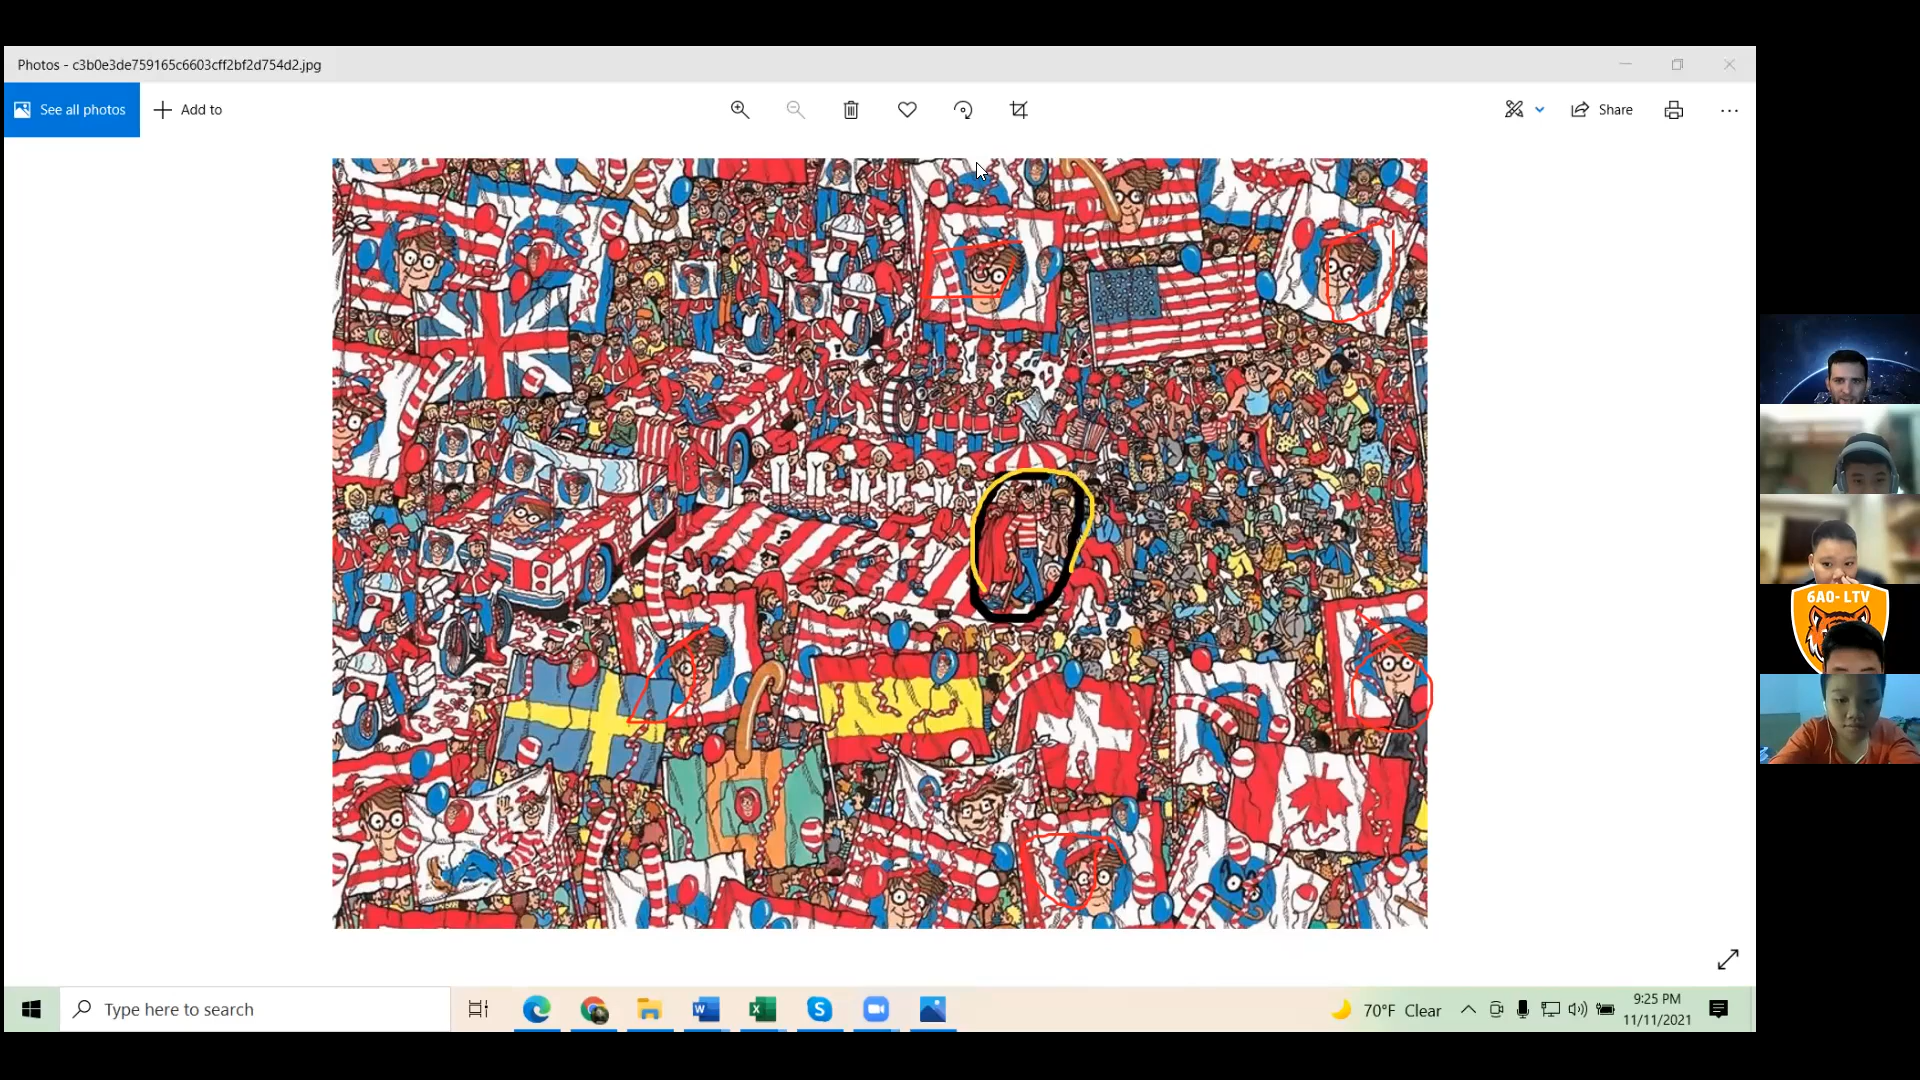 Photos - c3b0e3de759165c6603cff2bf2d754d2.jpg
See all photos
Add to
Share
6A0-LTV
?
Type here to search
70°F Clear
9:25 PM
11/11/2021